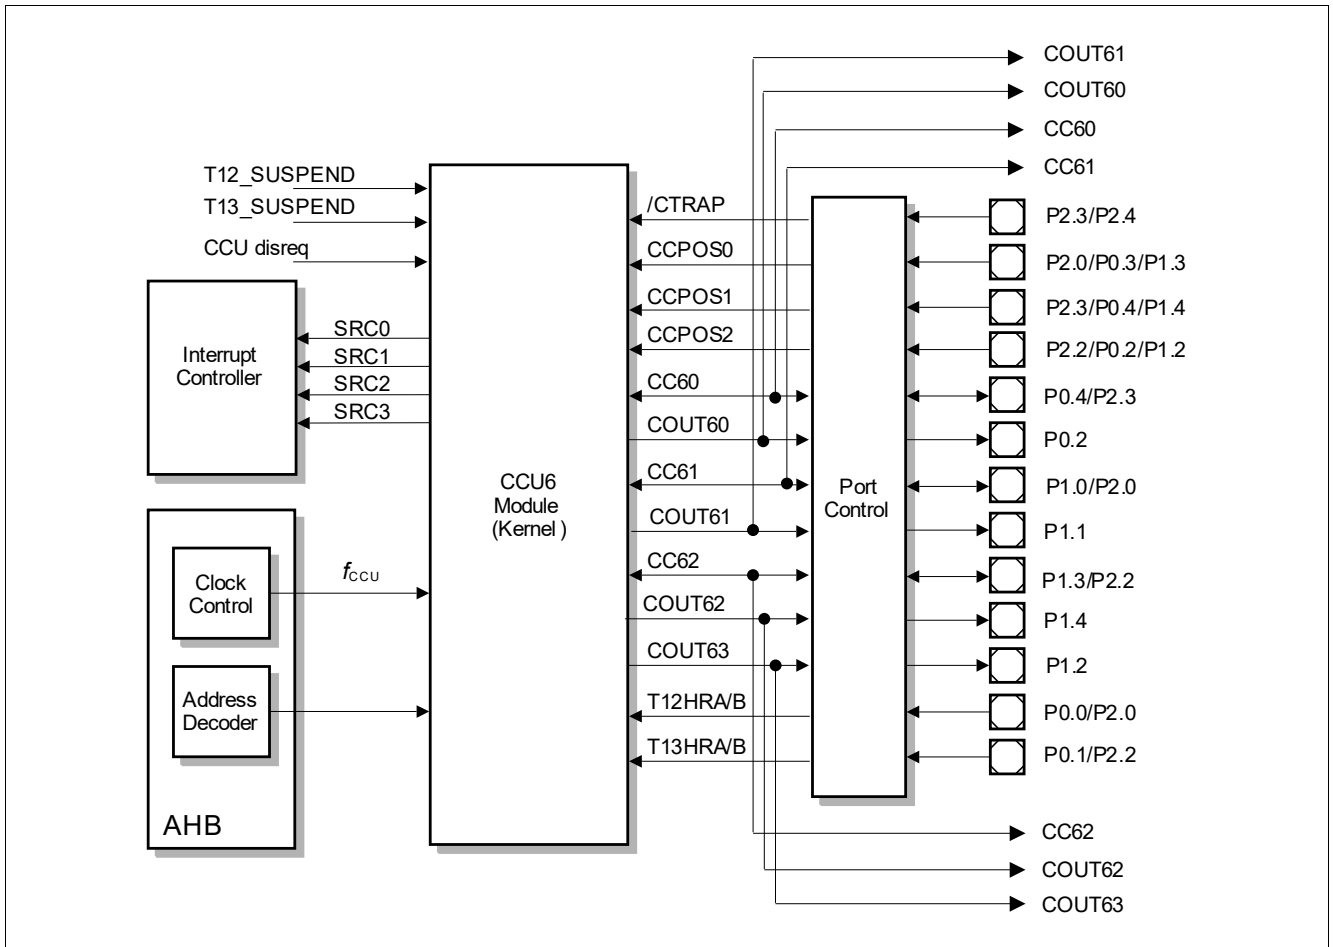 COUT61
COUT60
CC60
CC61
T12_SUSPEND
T13_SUSPEND
CCU disreq
/CTRAP
P2.3/P2.4
CCPOS0
P2.0/P0.3/P1.3
CCPOS1
P2.3/P0.4/P1.4
CCPOS2
P2.2/P0.2/P1.2
Interrupt
Controller
SRC0
SRC1
SRC2
SRC3
CC60
P0.4/P2.3
COUT60
P0.2
CC61
P1.0/P2.0
CCU6
Module
(Kernel )
Port
Control
COUT61
P1.1
CC62
P1.3/P2.2
Clock
Control
fCCU
COUT62
P1.4
COUT63
P1.2
Address
Decoder
T12HRA/B
P0.0/P2.0
T13HRA/B
P0.1/P2.2
AHB
CC62
COUT62
COUT63